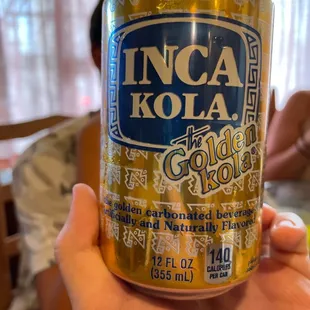 INCA
KOLA.
the
Golden
kola
golden carbonated beverage
and Naturally Flavored
12 FL OZ
(355 mL)
140
CALORIES
PER CAN